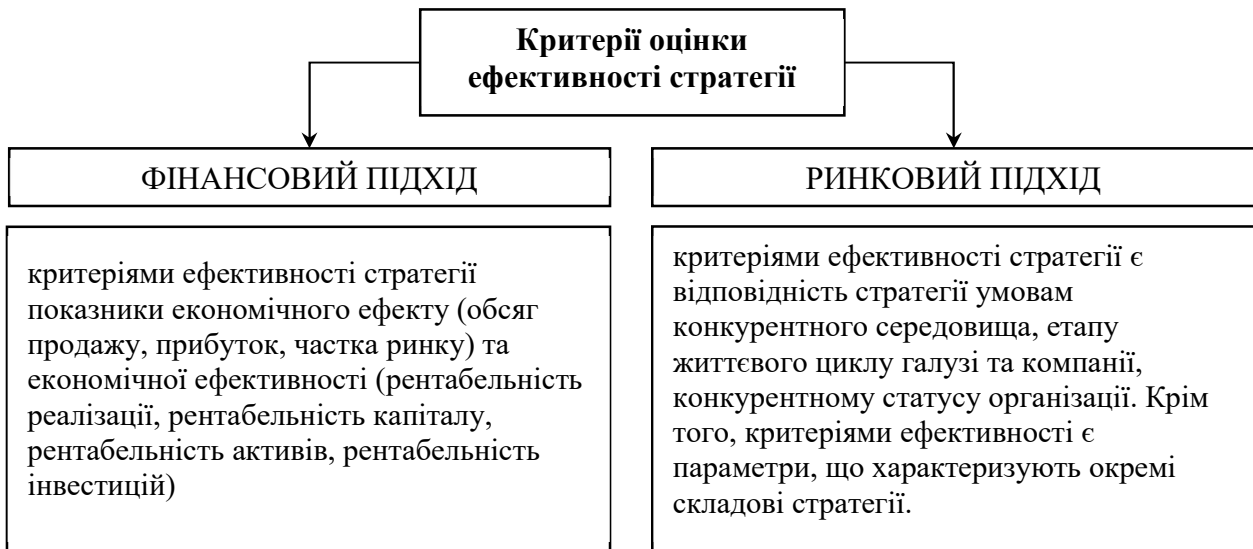 Критерії оцінки
ефективності стратегії
ФІНАНСОВИЙ ПІДХІД
РИНКОВИЙ ПІДХІД
критеріями ефективності стратегії
показники економічного ефекту (обсяг
продажу, прибуток, частка ринку) та
економічної ефективності (рентабельність
реалізації, рентабельність капіталу,
рентабельність активів, рентабельність
інвестицій)
критеріями ефективності стратегії є
відповідність стратегії умовам
конкурентного середовища, етапу
життєвого циклу галузі та компанії,
конкурентному статусу організації. Крім
того, критеріями ефективності є
параметри, що характеризують окремі
складові стратегії.